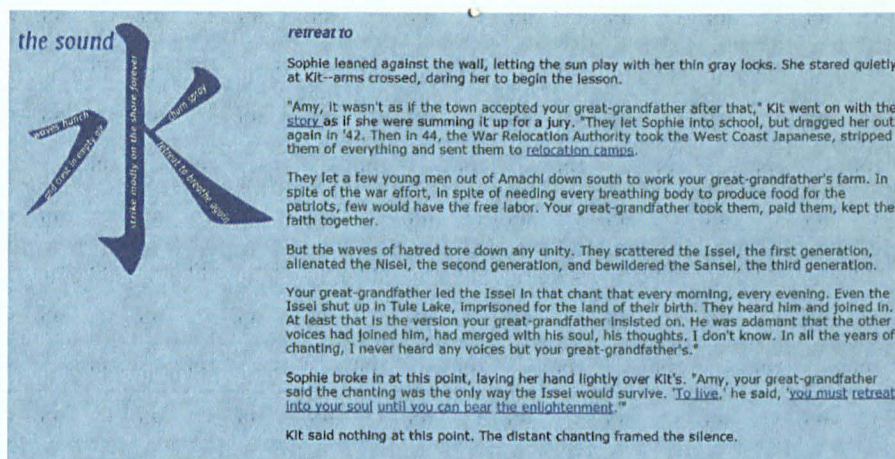 the sound
水
waves hunch
and crest in empty air
strike madly on the shore forever
churn spray
retreat to breathe again
retreat to
Sophie leaned against the wall, letting the sun play with her thin gray locks. She stared quietly
at Kit--arms crossed, daring her to begin the lesson.
"Amy, it wasn't as if the town accepted your great-grandfather after that," Kit went on with the
story as if she were summing it up for a jury. "They let Sophie into school, but dragged her out
again in '42. Then in 44, the War Relocation Authority took the West Coast Japanese, stripped
them of everything and sent them to relocation camps.
They let a few young men out of Amachi down south to work your great-grandfather's farm. In
spite of the war effort, in spite of needing every breathing body to produce food for the
patriots, few would have the free labor. Your great-grandfather took them, paid them, kept the
faith together.
But the waves of hatred tore down any unity. They scattered the Issei, the first generation,
alienated the Nisei, the second generation, and bewildered the Sansei, the third generation.
Your great-grandfather led the Issei in that chant that every morning, every evening. Even the
Issei shut up in Tule Lake, imprisoned for the land of their birth. They heard him and joined in.
At least that is the version your great-grandfather insisted on. He was adamant that the other
voices had joined him, had merged with his soul, his thoughts. I don't know. In all the years of
chanting, I never heard any voices but your great-grandfather's."
Sophie broke in at this point, laying her hand lightly over Kit's. "Amy, your great-grandfather
said the chanting was the only way the Issei would survive. 'To live,' he said, 'you must retreat
into your soul until you can bear the enlightenment.'"
Kit said nothing at this point. The distant chanting framed the silence.